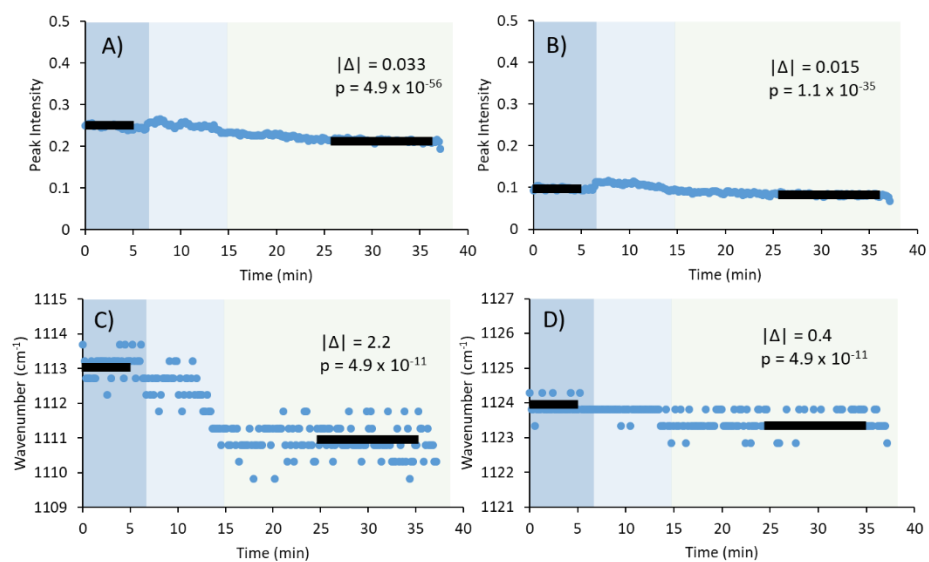 A)
|Δ| = 0.033
p = 4.9 x 10⁻⁵⁶
Peak Intensity
0.5
0.4
0.3
0.2
0.1
0
0 5 10 15 20 25 30 35 40
Time (min)
B)
|Δ| = 0.015
p = 1.1 x 10⁻³⁵
Peak Intensity
0.5
0.4
0.3
0.2
0.1
0
0 5 10 15 20 25 30 35 40
Time (min)
C)
|Δ| = 2.2
p = 4.9 x 10⁻¹¹
Wavenumber (cm⁻¹)
1115
1114
1113
1112
1111
1110
1109
0 5 10 15 20 25 30 35 40
Time (min)
D)
|Δ| = 0.4
p = 4.9 x 10⁻¹¹
Wavenumber (cm⁻¹)
1127
1126
1125
1124
1123
1122
1121
0 5 10 15 20 25 30 35 40
Time (min)